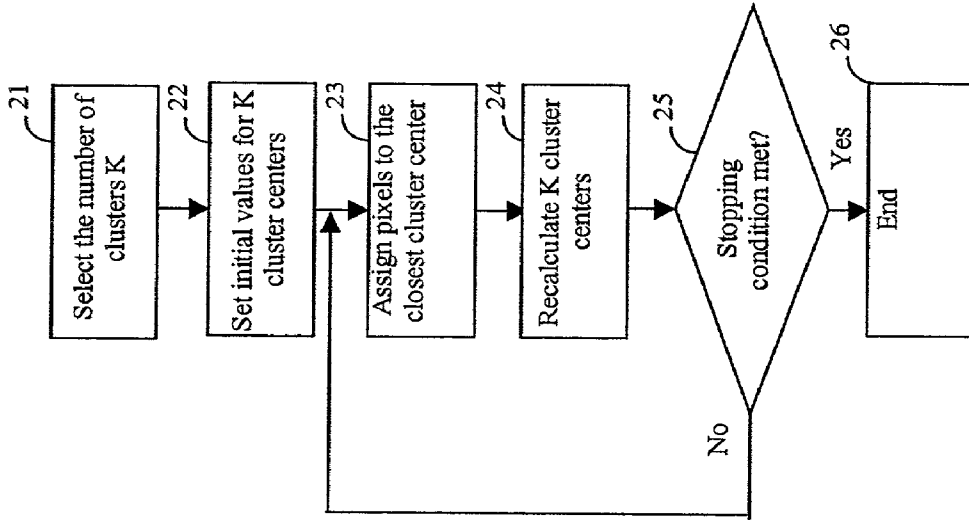 21
Select the number of
clusters K
22
Set initial values for K
cluster centers
23
Assign pixels to the
closest cluster center
24
Recalculate K cluster
centers
25
Stopping
condition met?
No
Yes
26
End